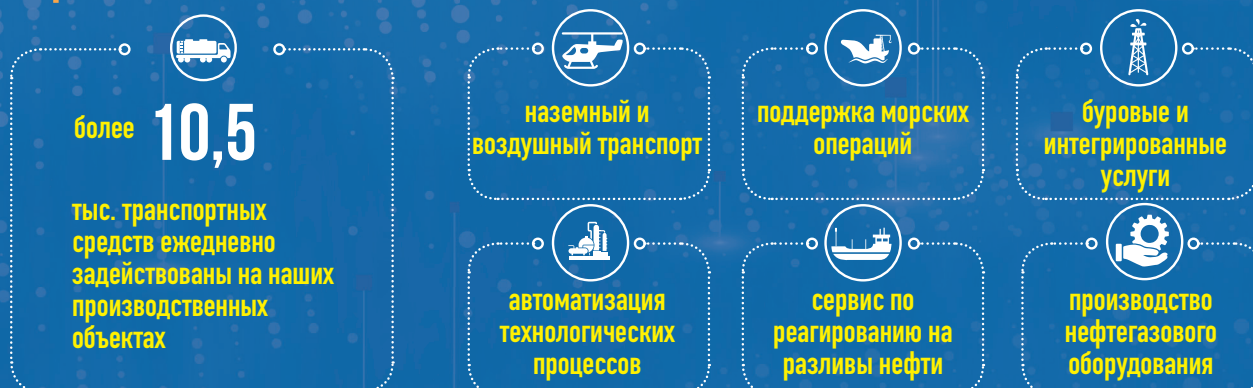 более 10,5
тыс. транспортных
средств ежедневно
задействованы на наших
производственных
объектах
наземный и
воздушный транспорт
поддержка морских
операций
буровые и
интегрированные
услуги
автоматизация
технологических
процессов
сервис по
реагированию на
разливы нефти
производство
нефтегазового
оборудования